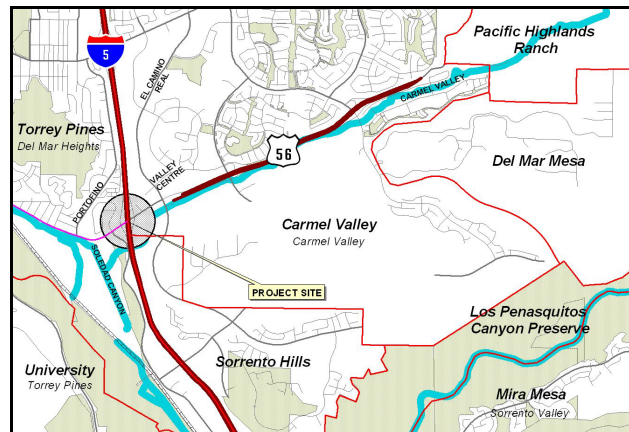 Pacific Highlands
Ranch
5
EL CAMINO
REAL
CARMEL VALLEY
Torrey Pines
Del Mar Heights
56
Del Mar Mesa
VALLEY
CENTRE
PORTOFINO
Carmel Valley
Carmel Valley
SOLEDAD CANYON
PROJECT SITE
Los Penasquitos
Canyon Preserve
Sorrento Hills
University
Torrey Pines
Mira Mesa
Sorrento Valley